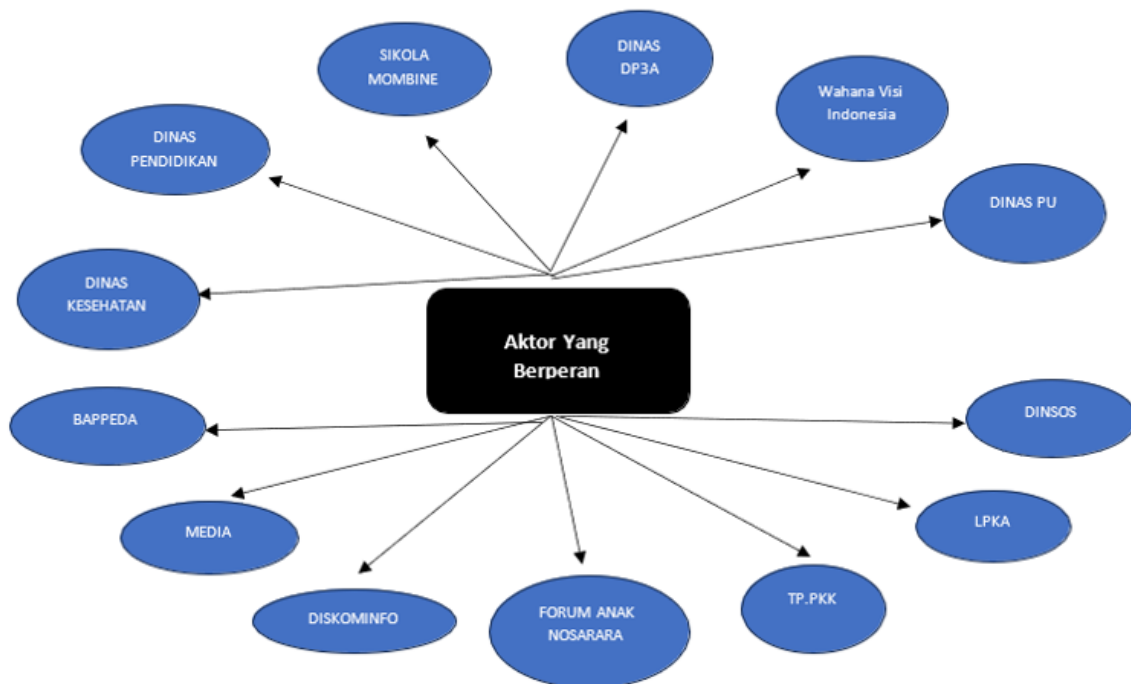 SIKOLA
MOMBINE
DINAS
DP3A
Wahana Visi
Indonesia
DINAS
PENDIDIKAN
DINAS PU
DINAS
KESEHATAN
Aktor Yang
Berperan
BAPPEDA
DINSOS
MEDIA
LPKA
DISKOMINFO
FORUM ANAK
NOSARARA
TP.PKK